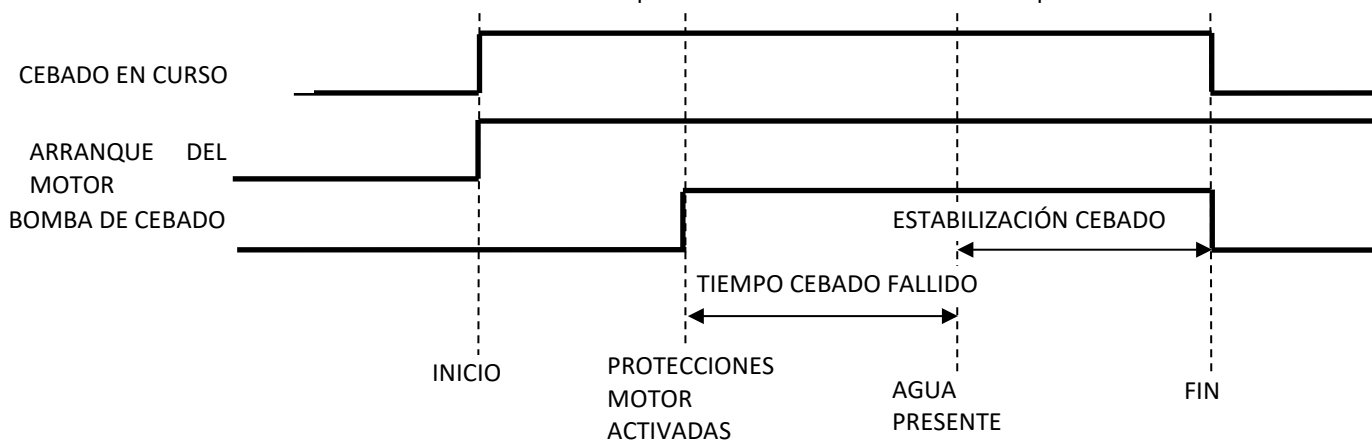 CEBADO EN CURSO
ARRANQUE DEL
MOTOR
BOMBA DE CEBADO
ESTABILIZACIÓN CEBADO
TIEMPO CEBADO FALLIDO
INICIO
PROTECCIONES
MOTOR
ACTIVADAS
AGUA
PRESENTE
FIN